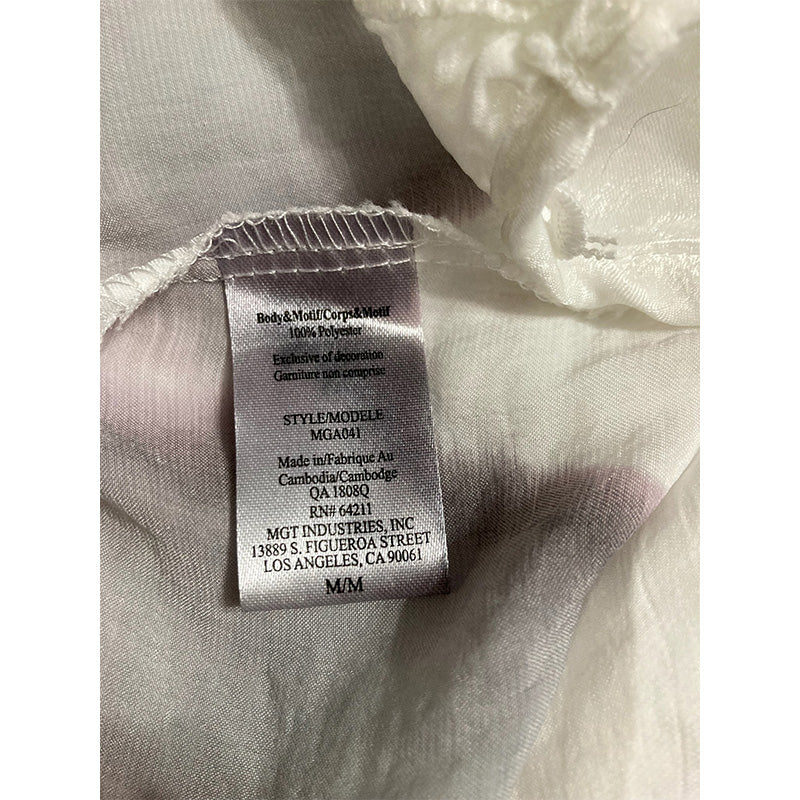 Body&Motif/Corps&Motif
100% Polyester
Exclusive of decoration
Garniture non comprise
STYLE/MODELE
MGA041
Made in/Fabrique Au
Cambodia/Cambodge
QA 1808Q
RN# 64211
MGT INDUSTRIES, INC
13889 S. FIGUEROA STREET
LOS ANGELES, CA 90061
M/M